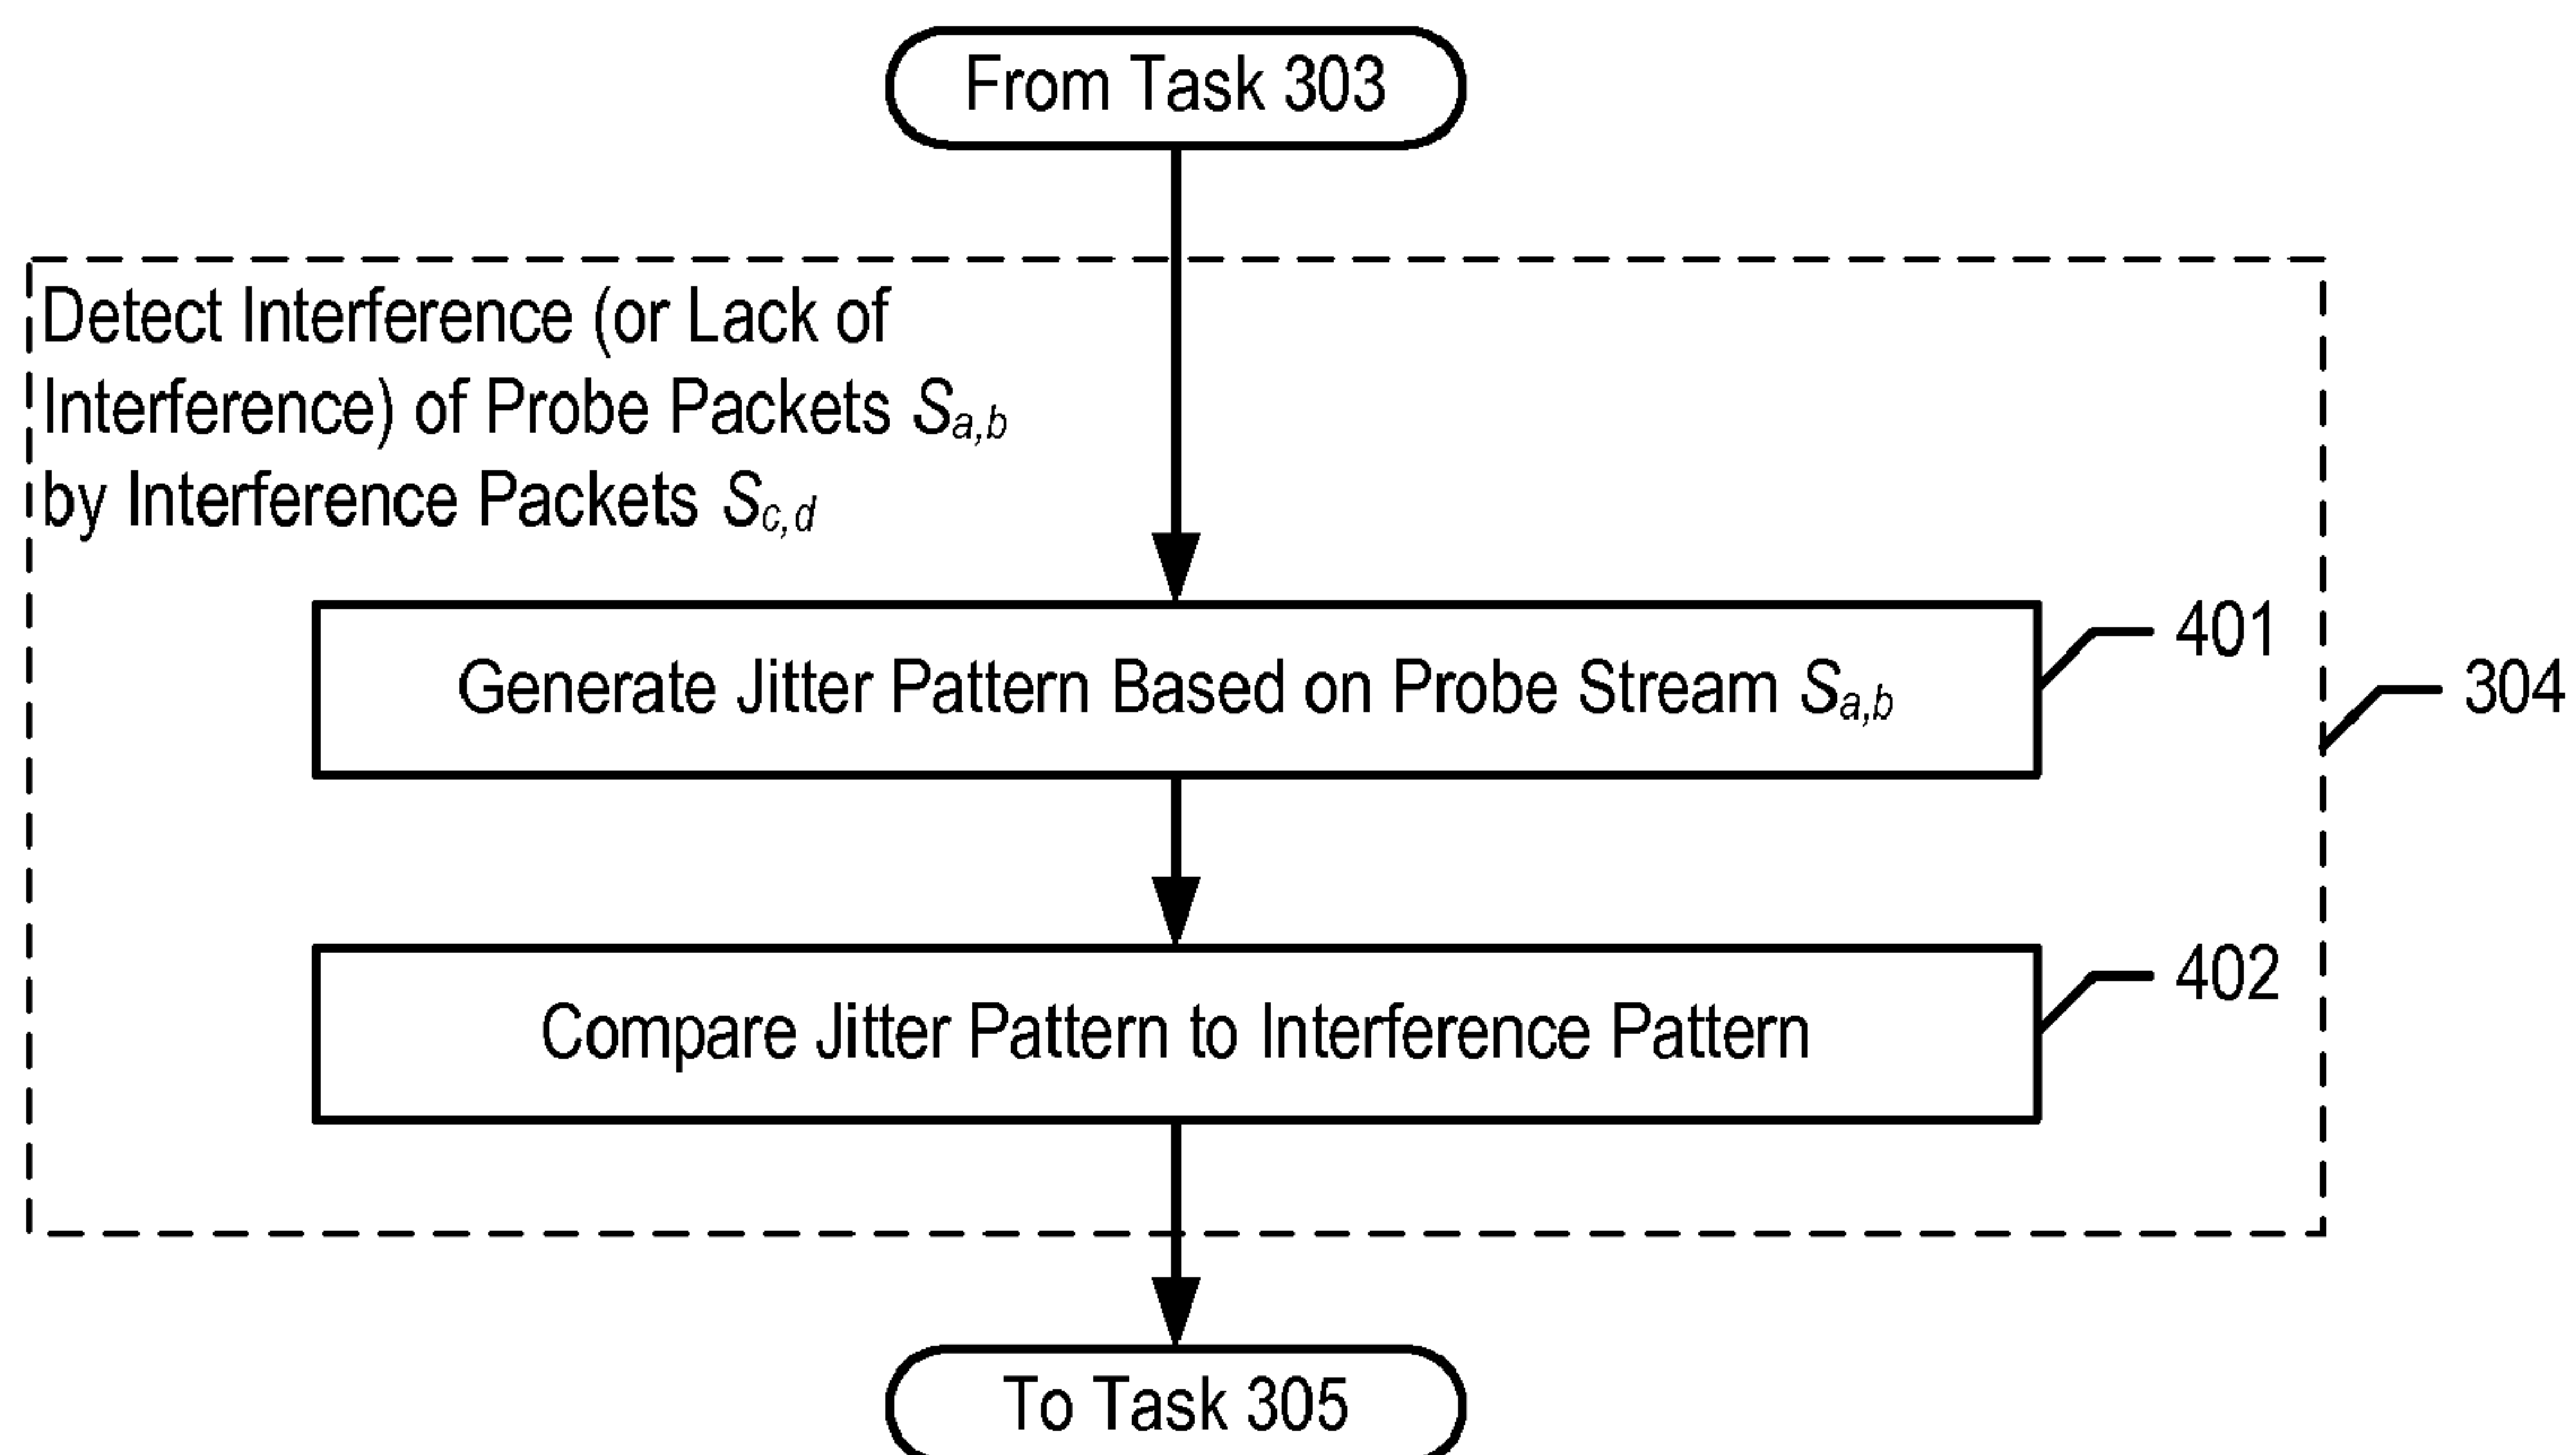 From Task 303
Detect Interference (or Lack of
Interference) of Probe Packets Sa,b
by Interference Packets Sc,d
Generate Jitter Pattern Based on Probe Stream Sa,b
401
304
Compare Jitter Pattern to Interference Pattern
402
To Task 305